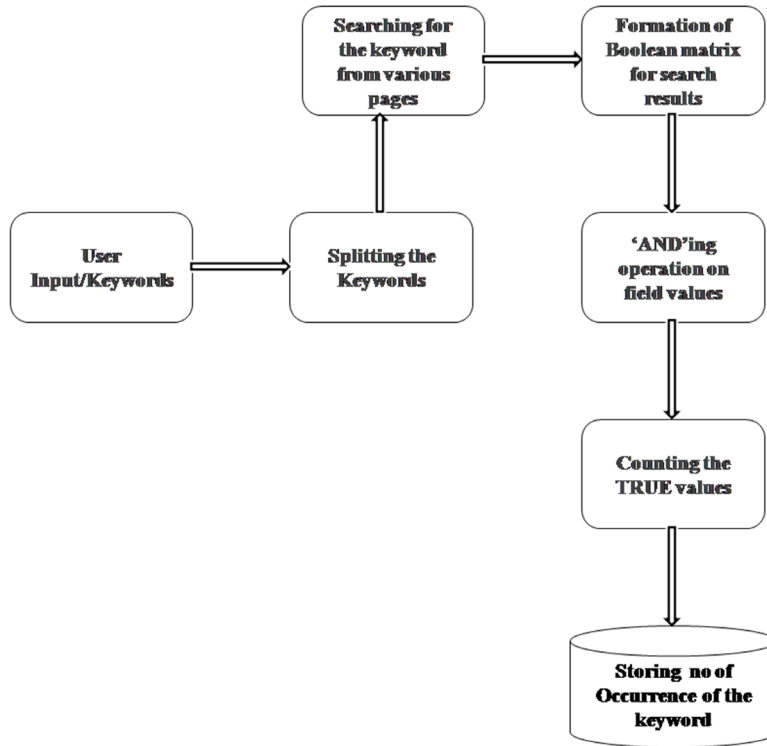 User
Input/Keywords
Splitting the
Keywords
Searching for
the keyword
from various
pages
Formation of
Boolean matrix
for search
results
‘AND’ing
operation on
field values
Counting the
TRUE values
Storing no of
Occurrence of the
keyword